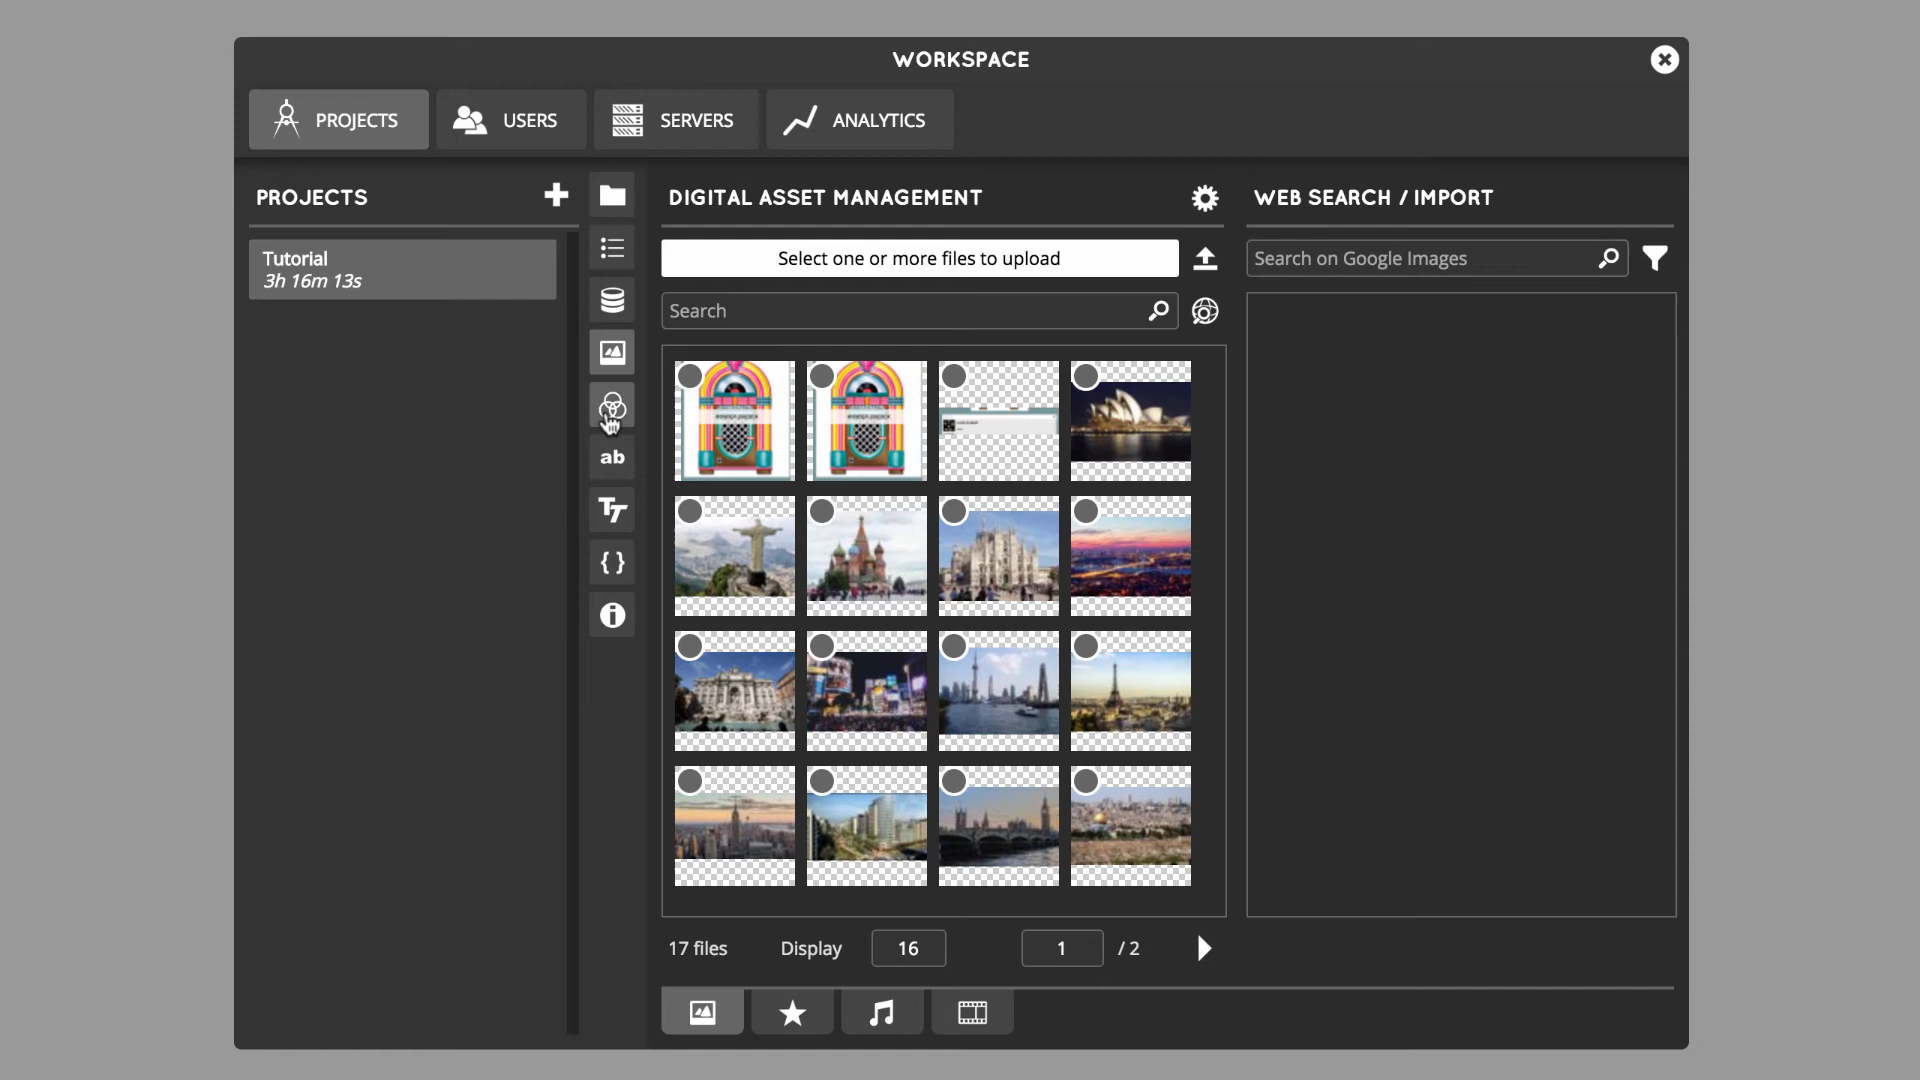 WORKSPACE
PROJECTS
USERS
SERVERS
ANALYTICS
PROJECTS
DIGITAL ASSET MANAGEMENT
WEB SEARCH / IMPORT
Tutorial
3h 16m 13s
Select one or more files to upload
Search on Google Images
Search
ab
TT
{ }
17 files
Display
16
1
/ 2